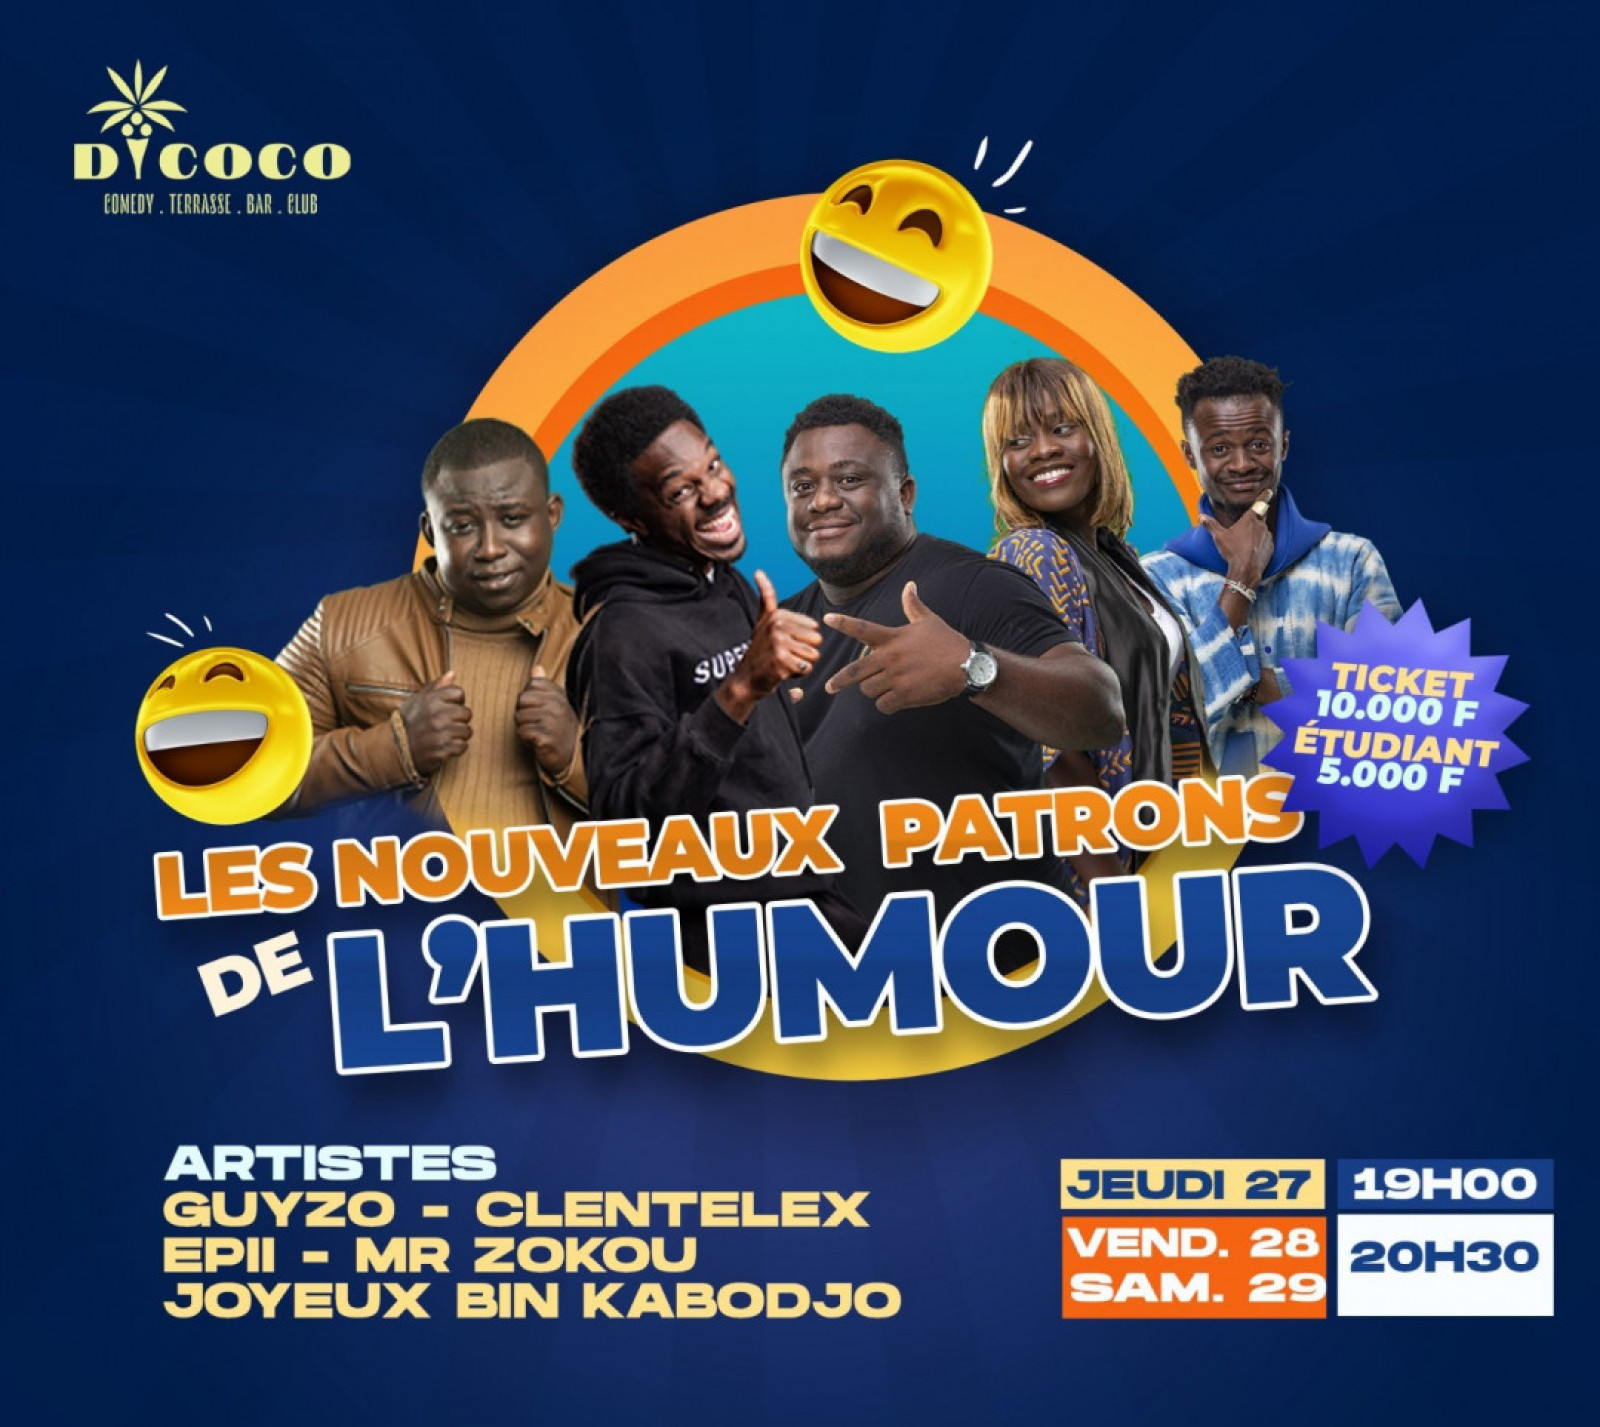 D COCO
COMEDY . TERRASSE . BAR . CLUB
SUPE
TICKET
10.000 F
ÉTUDIANT
5.000 F
LES NOUVEAUX PATRONS
DE L'HUMOUR
ARTISTES
GUYZO - CLENTELEX
EPII - MR ZOKOU
JOYEUX BIN KABODJO
JEUDI 27 19H00
VEND. 28
SAM. 29
20H30